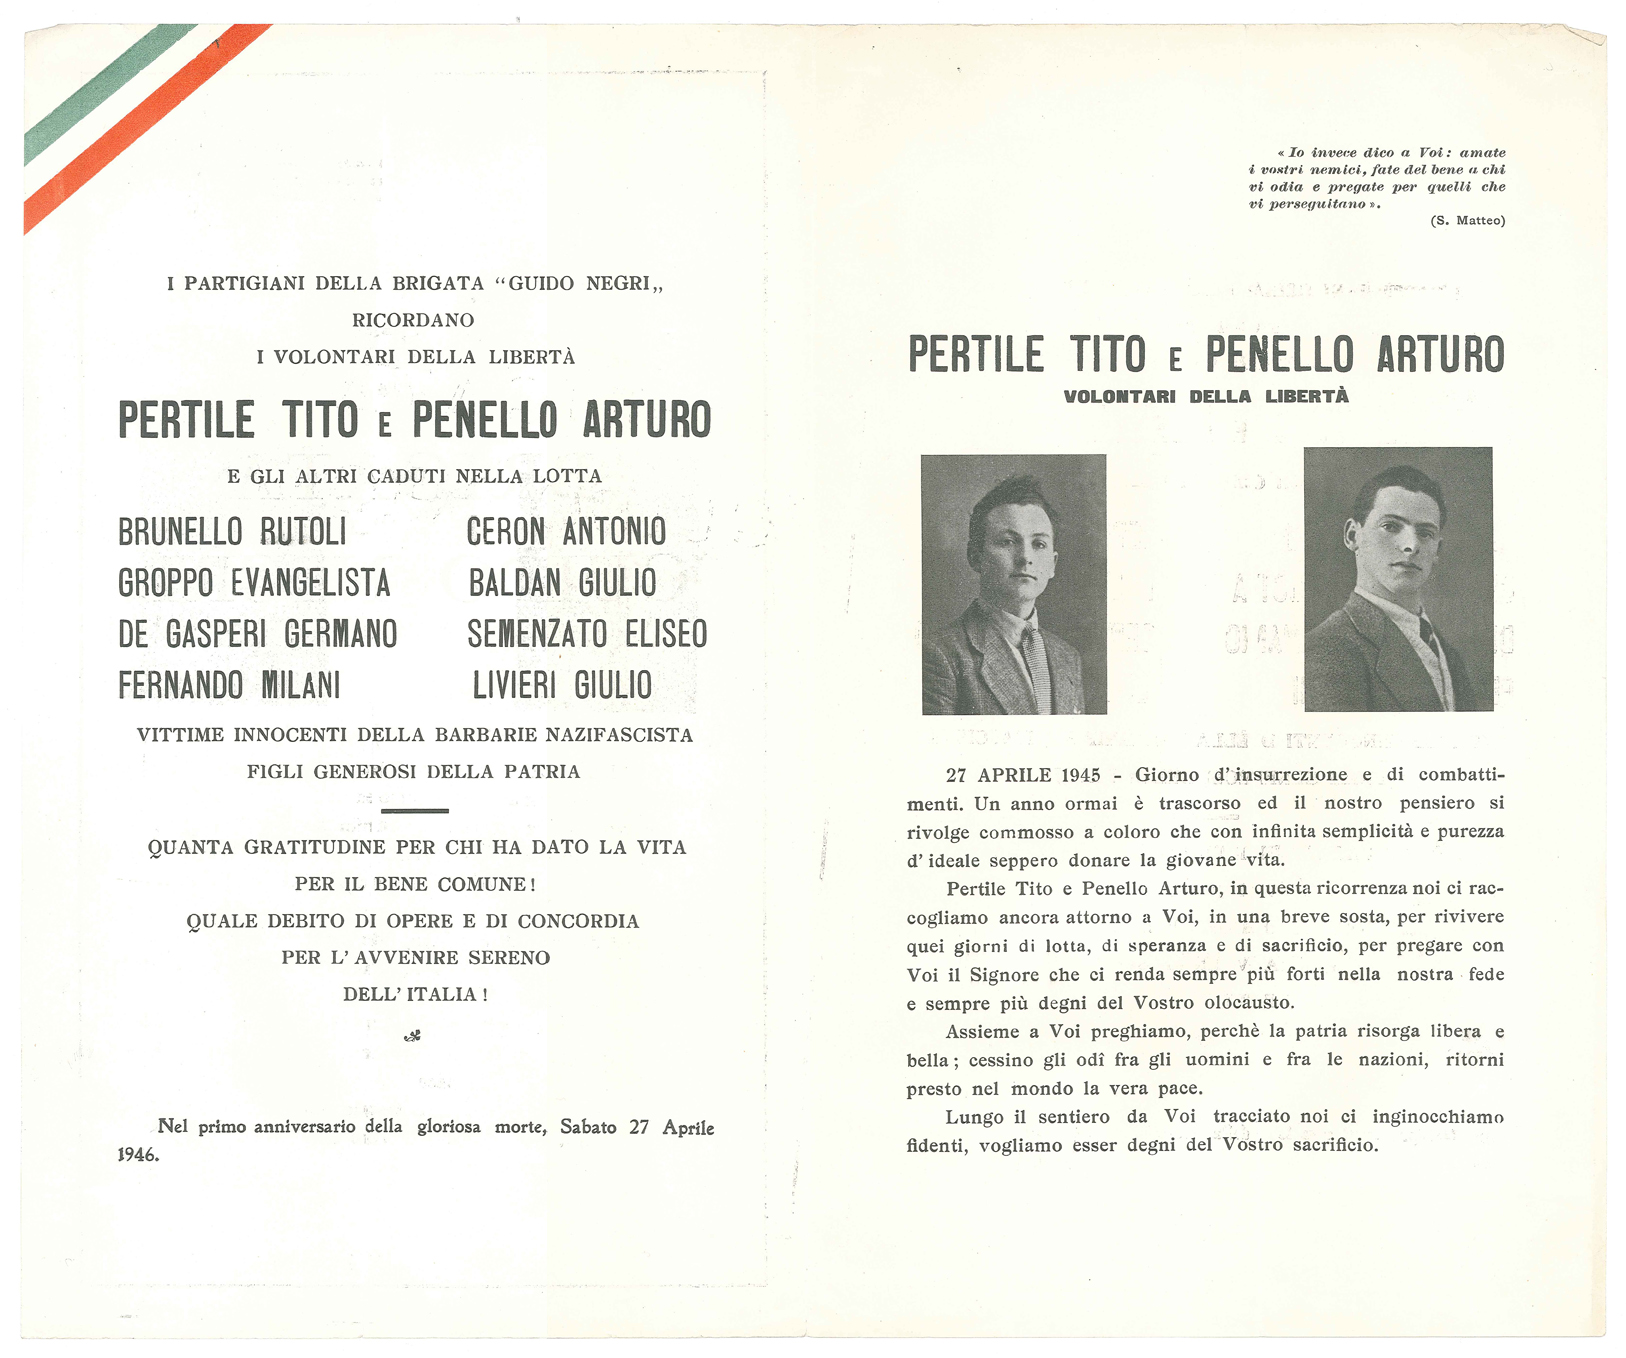 I PARTIGIANI DELLA BRIGATA “GUIDO NEGRI„
RICORDANO
I VOLONTARI DELLA LIBERTÀ
PERTILE TITO E PENELLO ARTURO
E GLI ALTRI CADUTI NELLA LOTTA
BRUNELLO RUTOLI CERON ANTONIO
GROPPO EVANGELISTA BALDAN GIULIO
DE GASPERI GERMANO SEMENZATO ELISEO
FERNANDO MILANI LIVIERI GIULIO
VITTIME INNOCENTI DELLA BARBARIE NAZIFASCISTA
FIGLI GENEROSI DELLA PATRIA
QUANTA GRATITUDINE PER CHI HA DATO LA VITA
PER IL BENE COMUNE!
QUALE DEBITO DI OPERE E DI CONCORDIA
PER L' AVVENIRE SERENO
DELL' ITALIA!
Nel primo anniversario della gloriosa morte, Sabato 27 Aprile
1946.
« Io invece dico a Voi: amate
i vostri nemici, fate del bene a chi
vi odia e pregate per quelli che
vi perseguitano ».
(S. Matteo)
PERTILE TITO E PENELLO ARTURO
VOLONTARI DELLA LIBERTÀ
27 APRILE 1945 - Giorno d' insurrezione e di combatti-
menti. Un anno ormai è trascorso ed il nostro pensiero si
rivolge commosso a coloro che con infinita semplicità e purezza
d' ideale seppero donare la giovane vita.
Pertile Tito e Penello Arturo, in questa ricorrenza noi ci rac-
cogliamo ancora attorno a Voi, in una breve sosta, per rivivere
quei giorni di lotta, di speranza e di sacrificio, per pregare con
Voi il Signore che ci renda sempre più forti nella nostra fede
e sempre più degni del Vostro olocausto.
Assieme a Voi preghiamo, perchè la patria risorga libera e
bella; cessino gli odî fra gli uomini e fra le nazioni, ritorni
presto nel mondo la vera pace.
Lungo il sentiero da Voi tracciato noi ci inginocchiamo
fidenti, vogliamo esser degni del Vostro sacrificio.